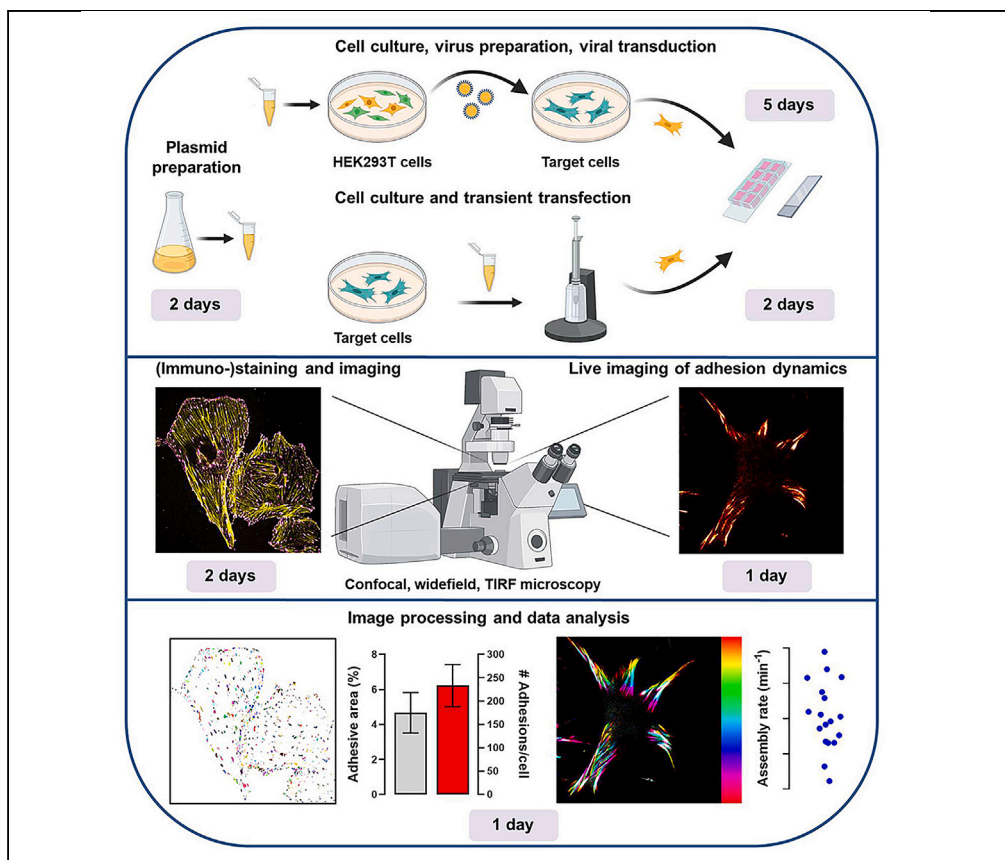 Cell culture, virus preparation, viral transduction
5 days
Plasmid
preparation
HEK293T cells
Target cells
Cell culture and transient transfection
2 days
Target cells
2 days
(Immuno-)staining and imaging
Live imaging of adhesion dynamics
2 days
Confocal, widefield, TIRF microscopy
1 day
Image processing and data analysis
Adhesive area (%)
8
6
4
2
0
300
250
200
150
100
50
0
# Adhesions/cell
Assembly rate (min⁻¹)
1 day